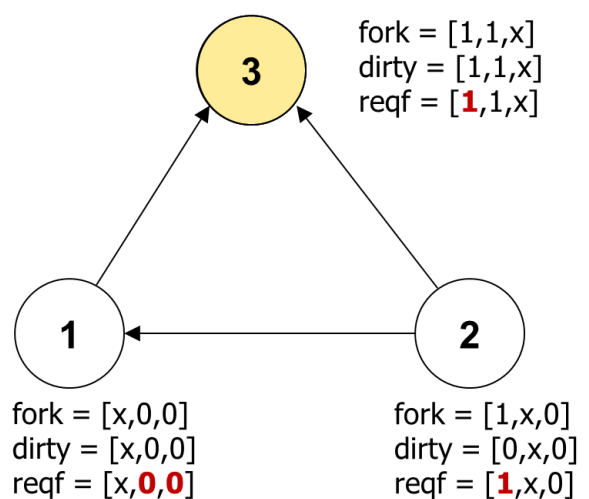 3
fork = [1,1,x]
dirty = [1,1,x]
reqf = [1,1,x]
1
2
fork = [x,0,0]
dirty = [x,0,0]
reqf = [x,0,0]
fork = [1,x,0]
dirty = [0,x,0]
reqf = [1,x,0]